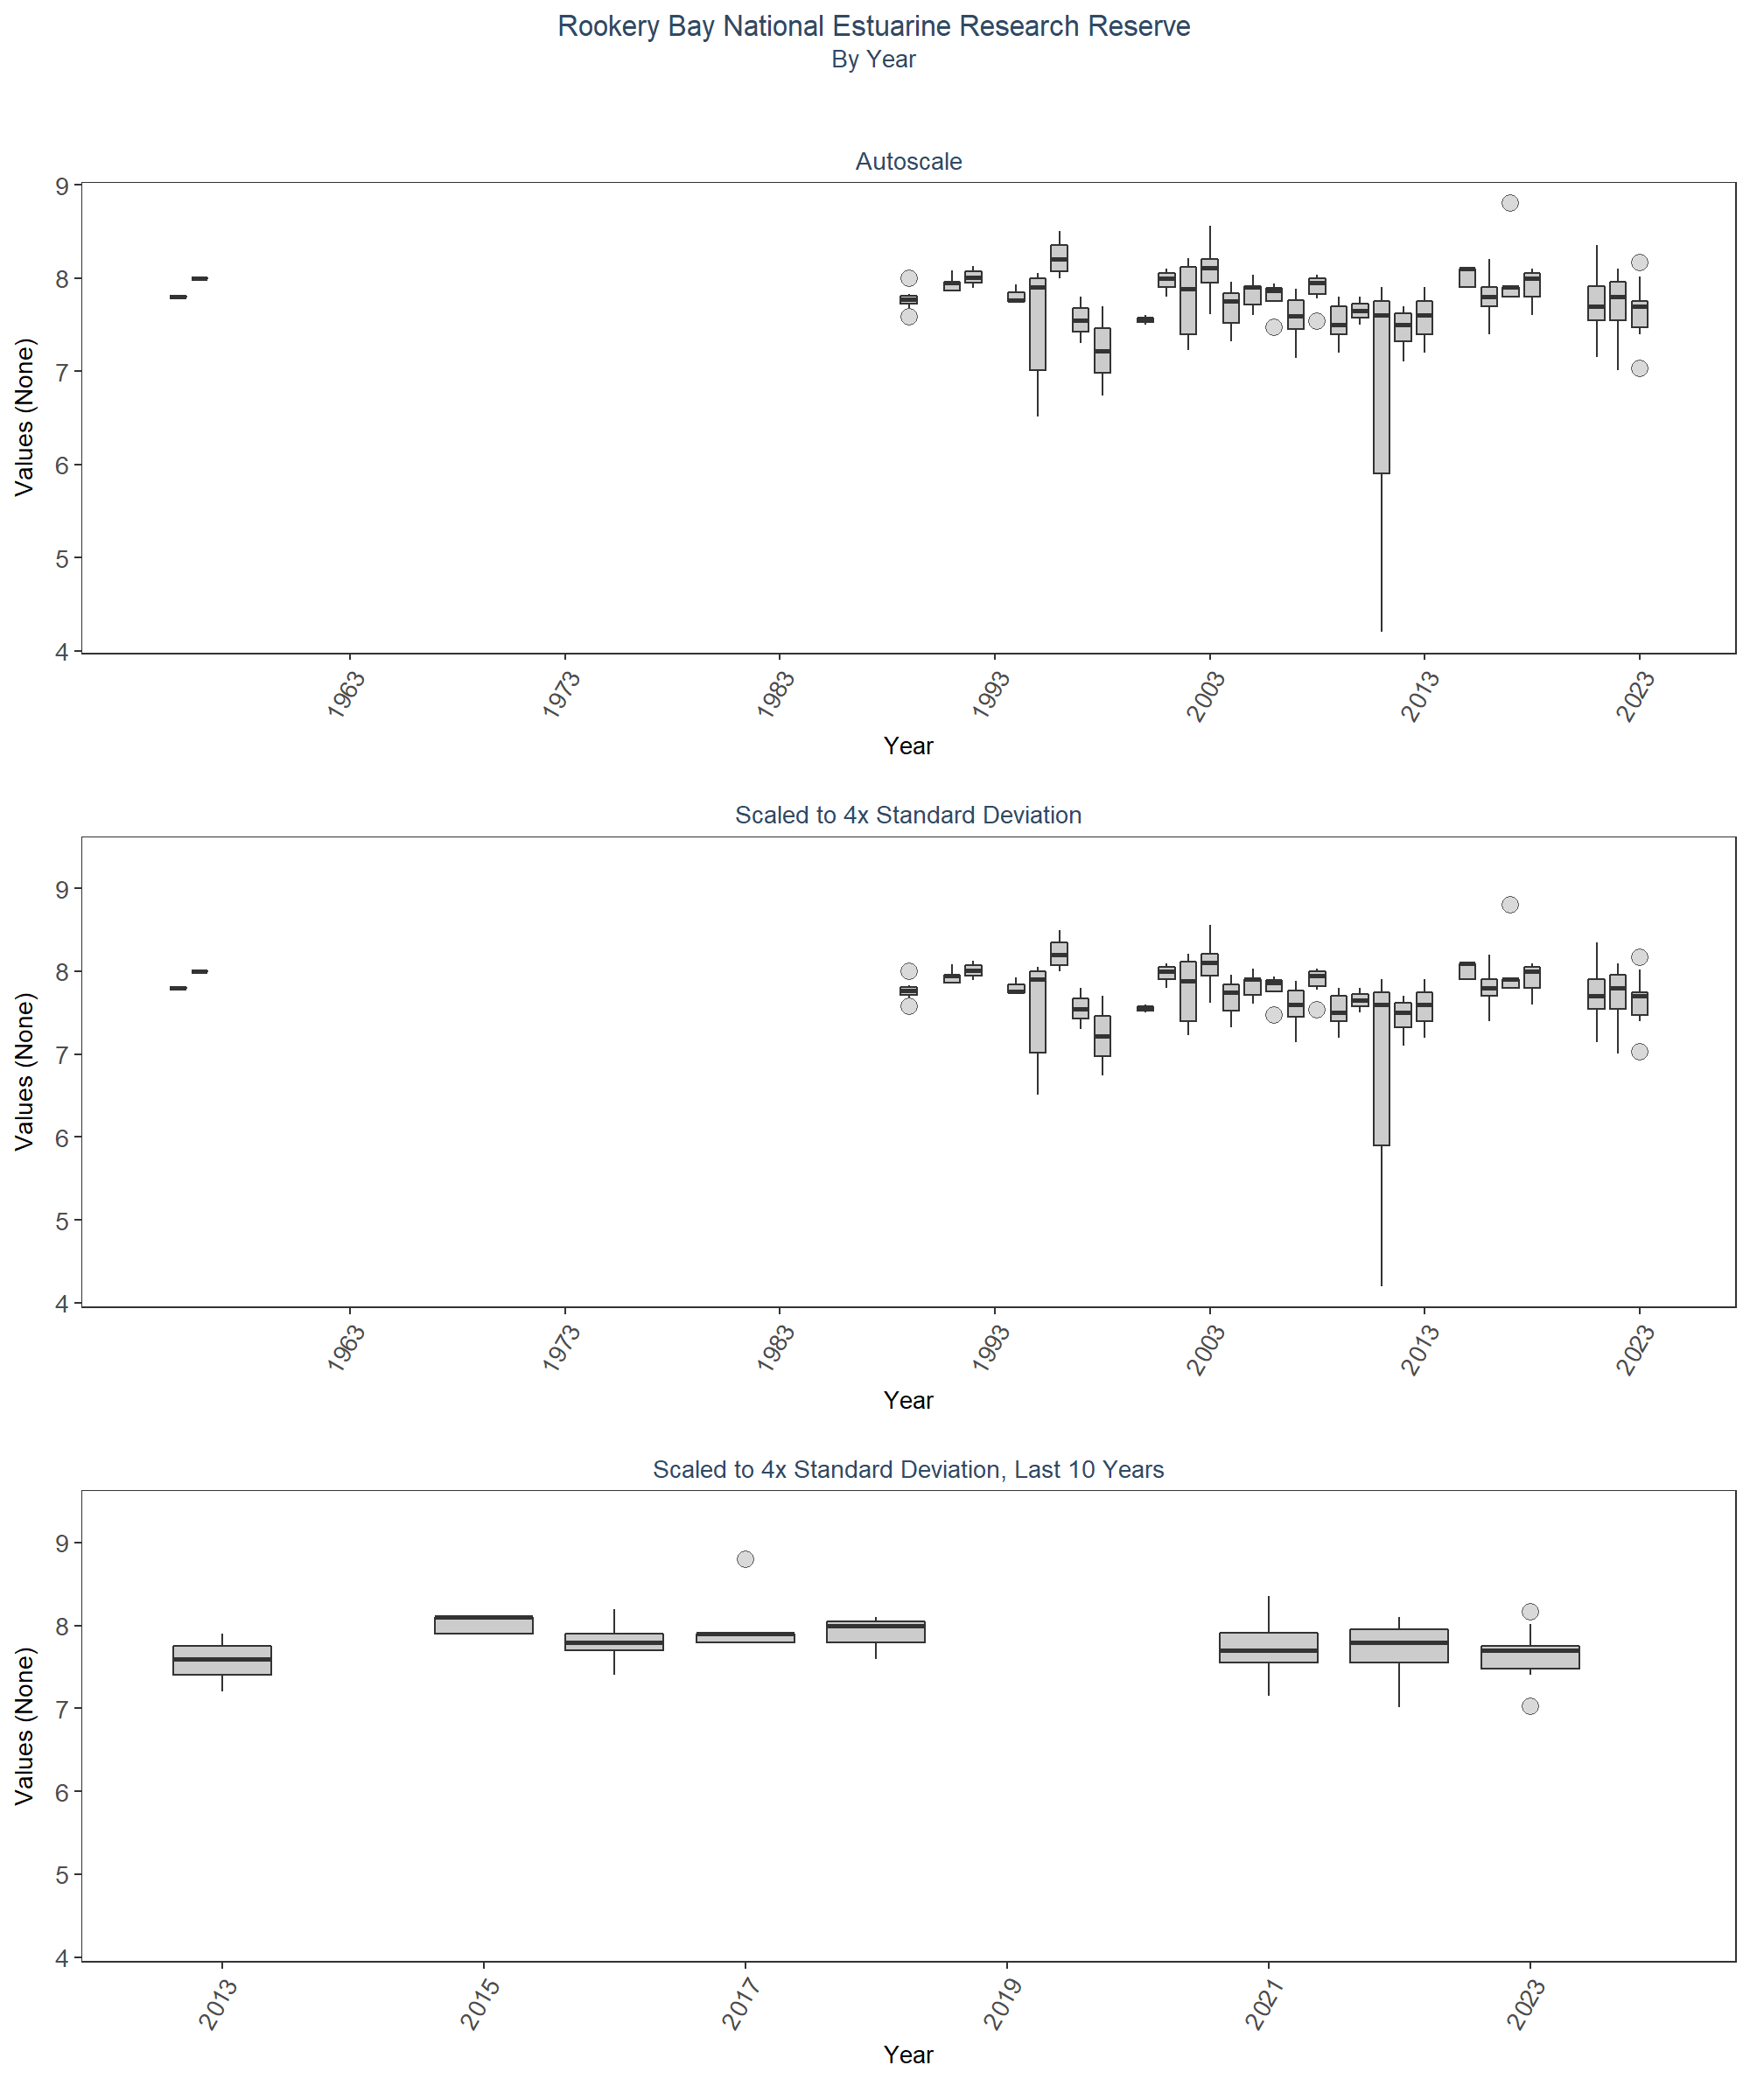 Rookery Bay National Estuarine Research Reserve
By Year
Autoscale
9
8
7
6
5
4
Values (None)
1963 1973 1983 1993 2003 2013 2023
Year
Scaled to 4x Standard Deviation
9
8
7
6
5
4
Values (None)
1963 1973 1983 1993 2003 2013 2023
Year
Scaled to 4x Standard Deviation, Last 10 Years
9
8
7
6
5
4
Values (None)
2013 2015 2017 2019 2021 2023
Year